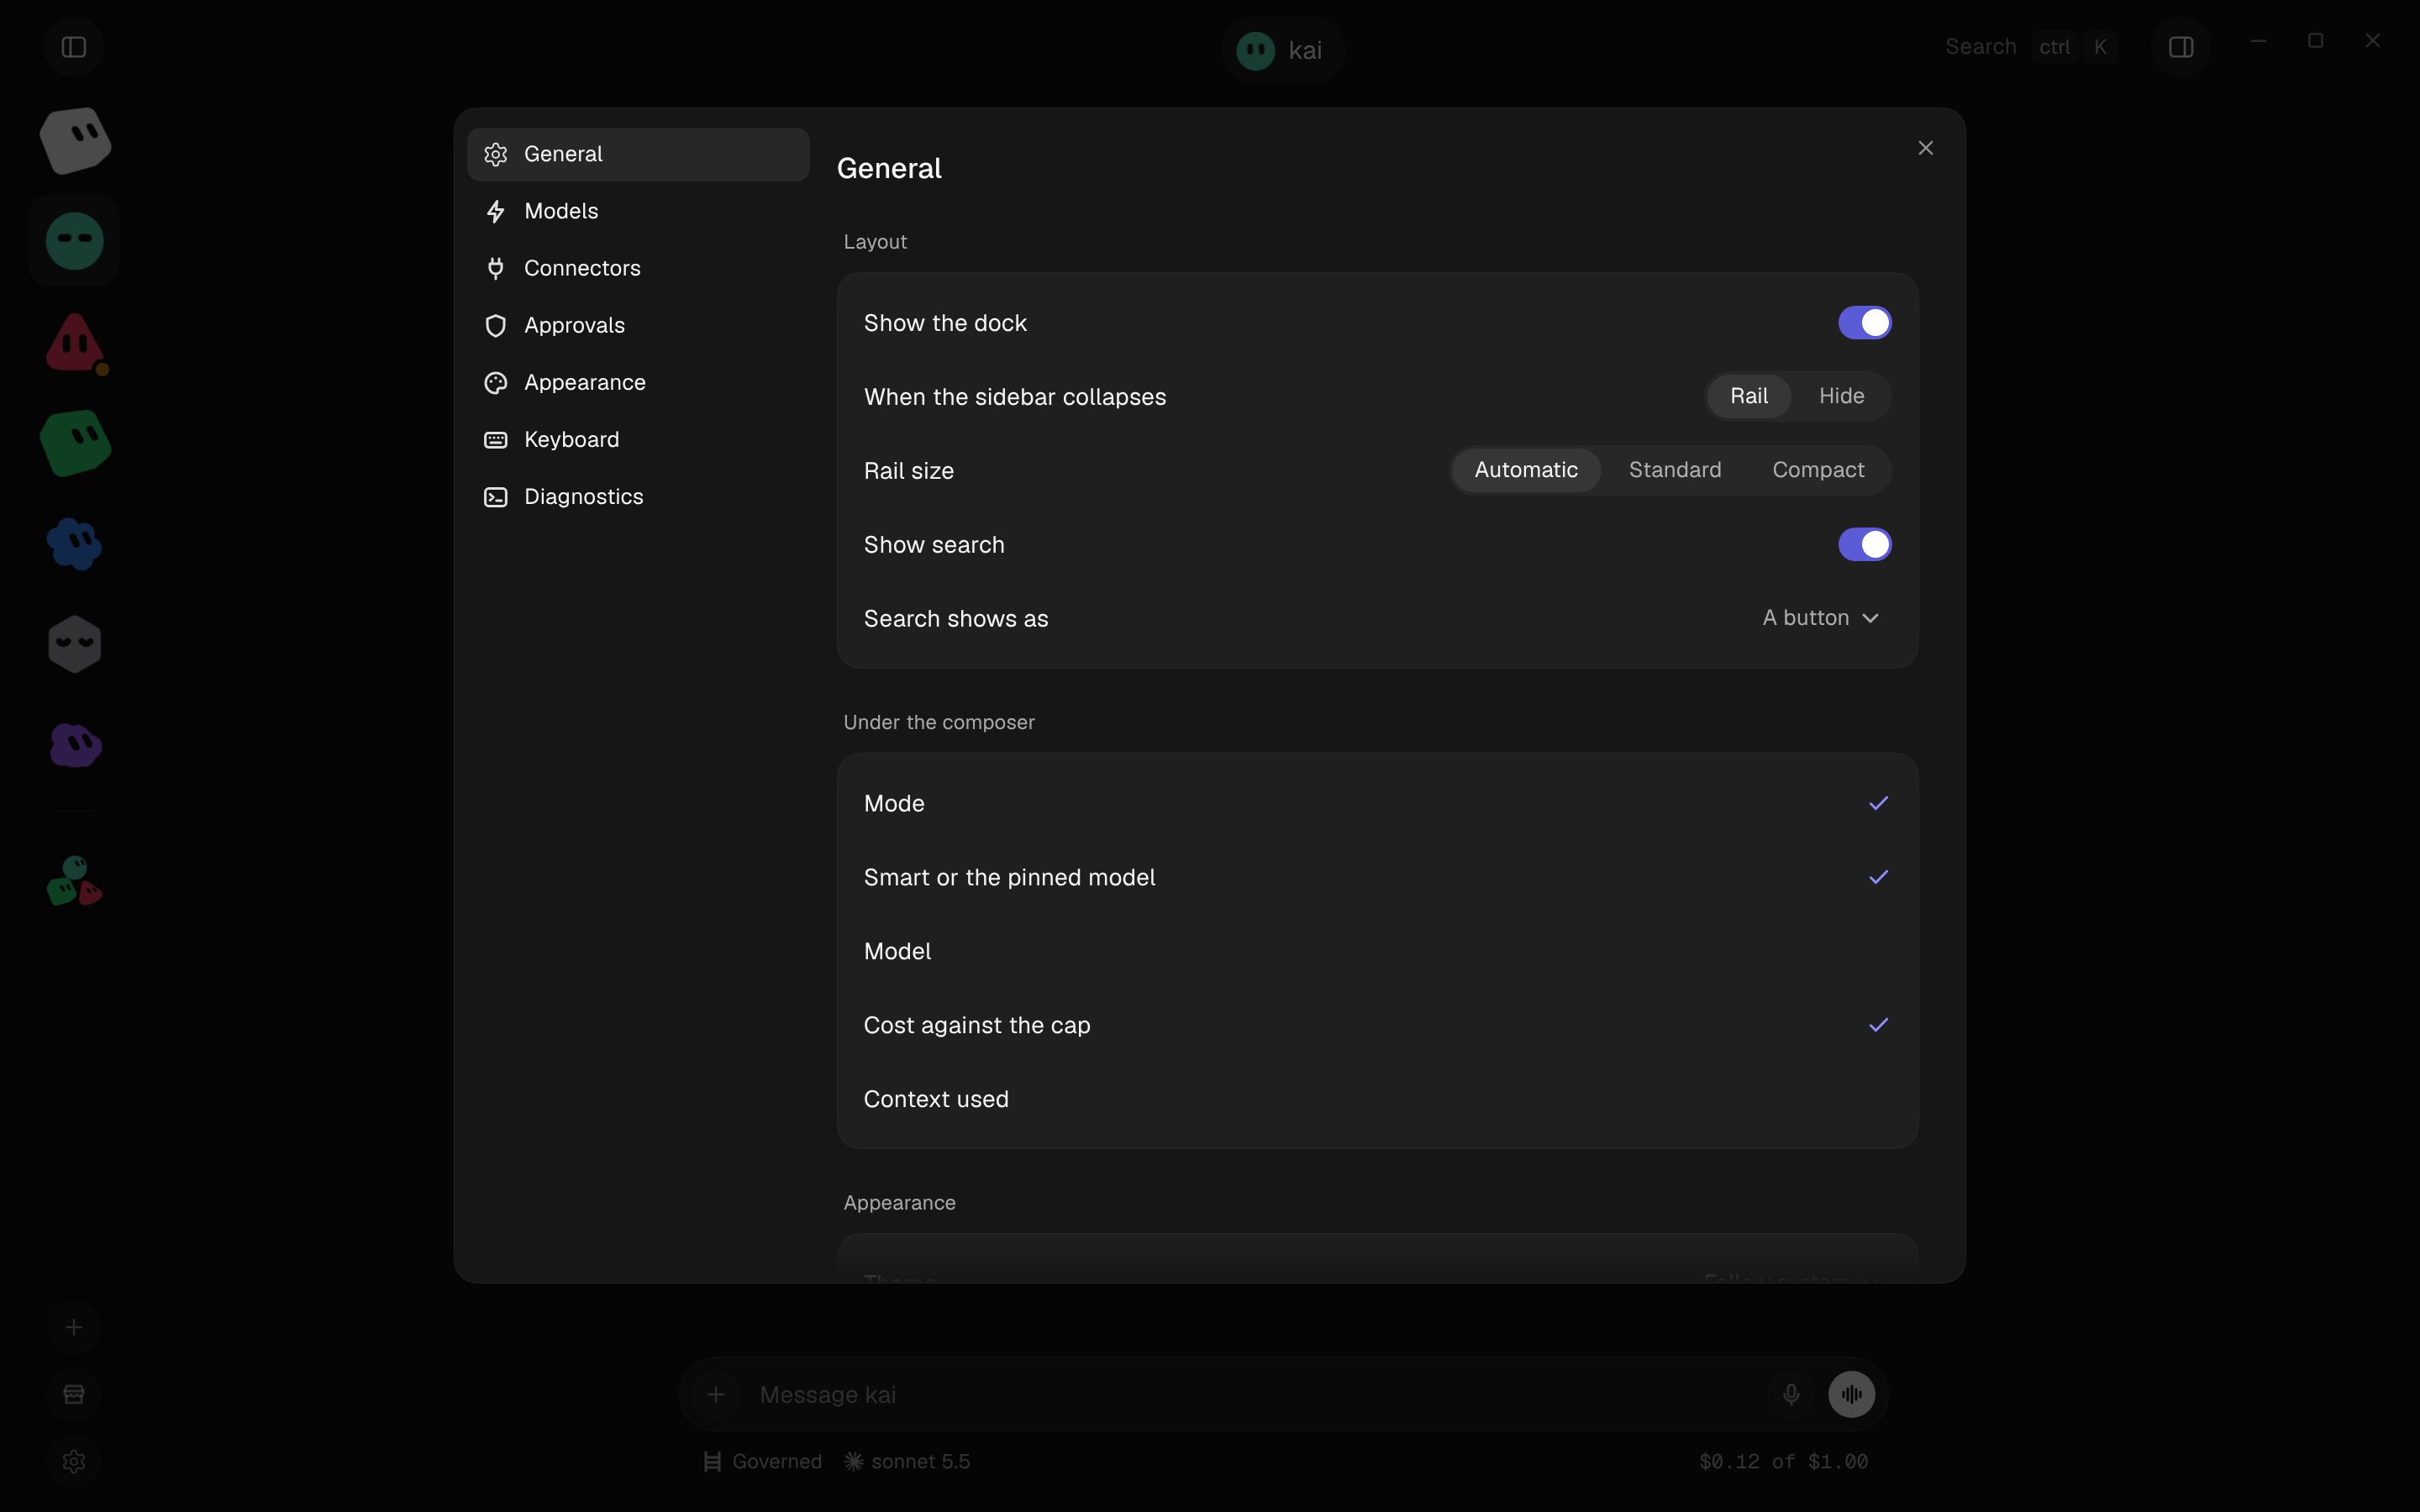 kai
Search ctrl K
General
Models
Connectors
Approvals
Appearance
Keyboard
Diagnostics
General
Layout
Show the dock
When the sidebar collapses Rail Hide
Rail size Automatic Standard Compact
Show search
Search shows as A button
Under the composer
Mode
Smart or the pinned model
Model
Cost against the cap
Context used
Appearance
Theme Follow system
Message kai
Governed sonnet 5.5 $0.12 of $1.00